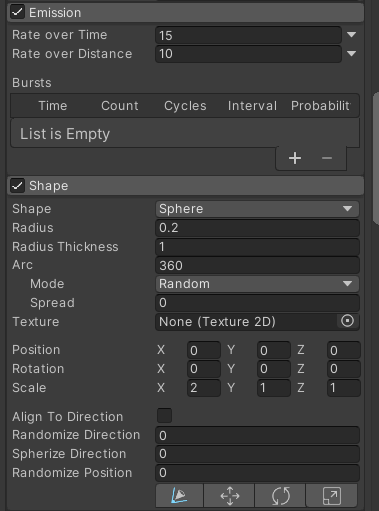 Emission
Rate over Time 15
Rate over Distance 10
Bursts
Time Count Cycles Interval Probabilit
List is Empty
+ −
Shape
Shape Sphere
Radius 0.2
Radius Thickness 1
Arc 360
Mode Random
Spread 0
Texture None (Texture 2D)
Position X 0 Y 0 Z 0
Rotation X 0 Y 0 Z 0
Scale X 2 Y 1 Z 1
Align To Direction
Randomize Direction 0
Spherize Direction 0
Randomize Position 0